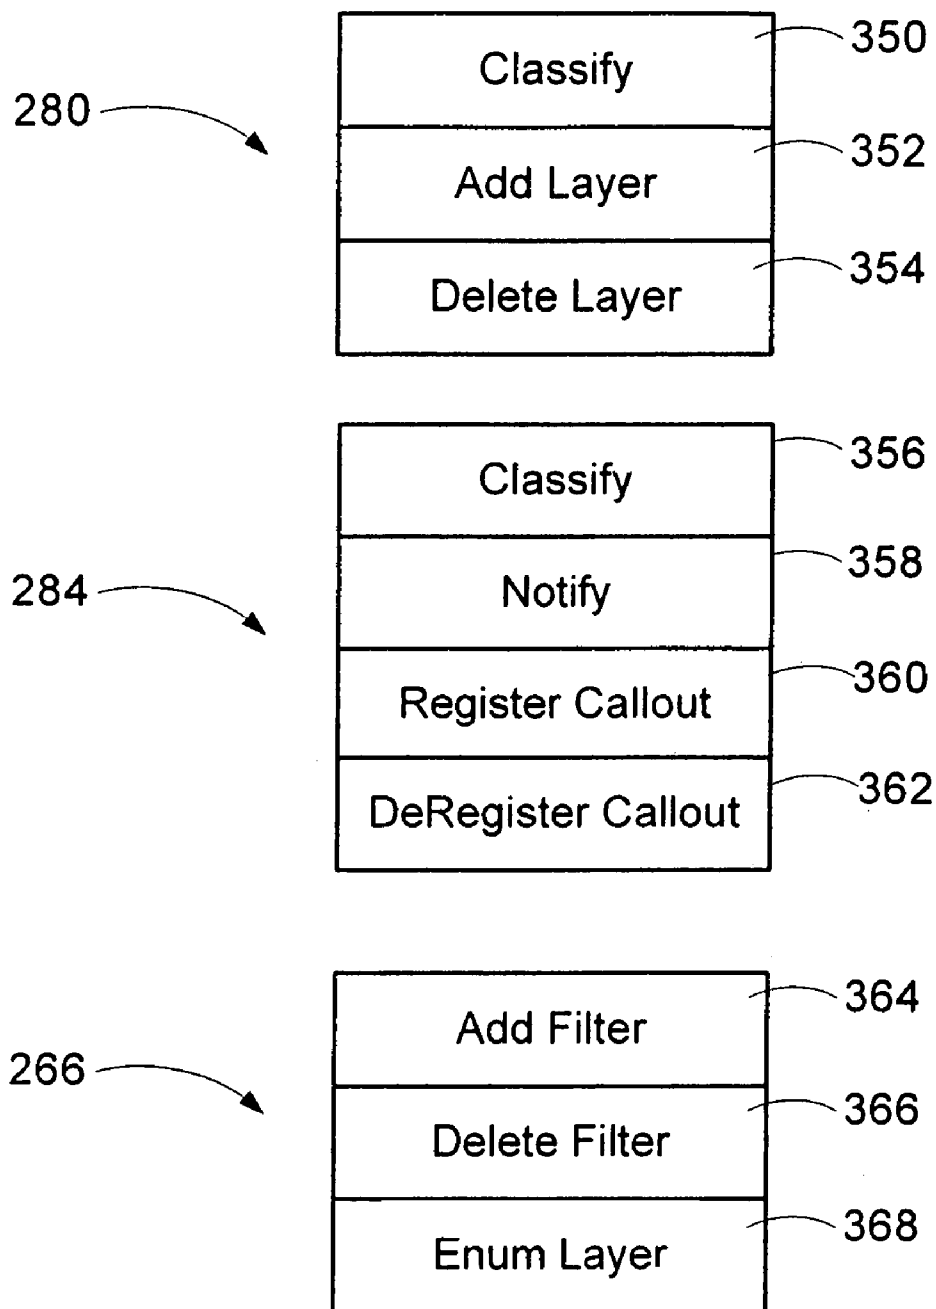 350
Classify
280
352
Add Layer
354
Delete Layer
356
Classify
358
Notify
284
360
Register Callout
362
DeRegister Callout
364
Add Filter
266
366
Delete Filter
368
Enum Layer